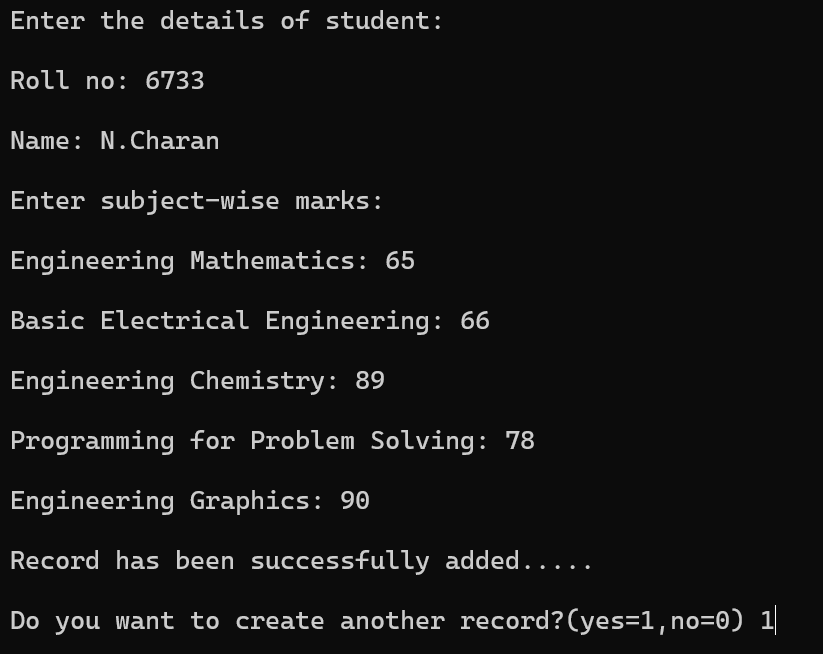 Enter the details of student:
Roll no: 6733
Name: N.Charan
Enter subject-wise marks:
Engineering Mathematics: 65
Basic Electrical Engineering: 66
Engineering Chemistry: 89
Programming for Problem Solving: 78
Engineering Graphics: 90
Record has been successfully added.....
Do you want to create another record?(yes=1,no=0) 1